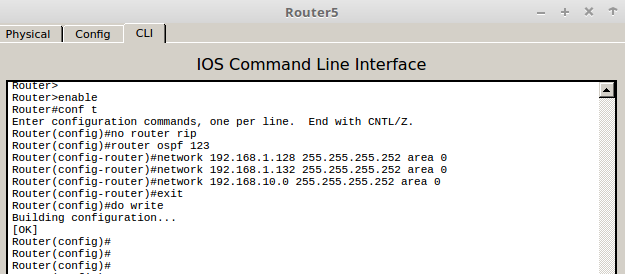 Router5
Physical Config CLI
IOS Command Line Interface
Router>
Router>enable
Router#conf t
Enter configuration commands, one per line.  End with CNTL/Z.
Router(config)#no router rip
Router(config)#router ospf 123
Router(config-router)#network 192.168.1.128 255.255.255.252 area 0
Router(config-router)#network 192.168.1.132 255.255.255.252 area 0
Router(config-router)#network 192.168.10.0 255.255.255.252 area 0
Router(config-router)#exit
Router(config)#do write
Building configuration...
[OK]
Router(config)#
Router(config)#
Router(config)#